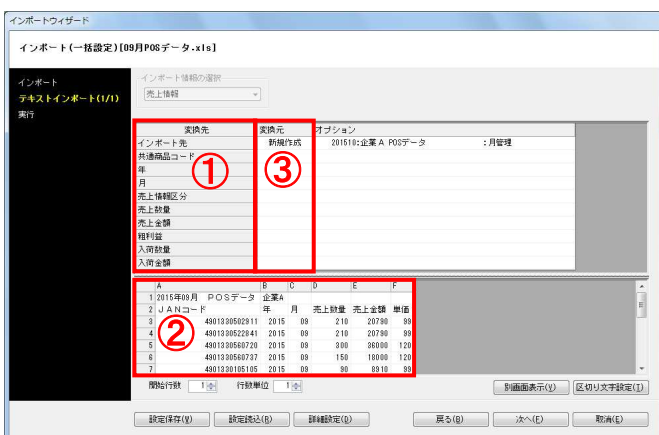 インポートウィザード
インポート(一括設定)[09月POSデータ.xls]
インポート
テキストインポート(1/1)
実行
インポート情報の選択
売上情報
変換先 変換元 オプション
インポート先 新規作成 201510:企業A POSデータ :月管理
共通商品コード
年
月
売上情報区分
売上数量
売上金額
粗利益
入荷数量
入荷金額
① ③
A B C D E F
1 2015年09月 POSデータ 企業A
2 JANコード 年 月 売上数量 売上金額 単価
3 4901330502911 2015 09 210 20790 99
4 4901330522841 2015 09 210 20790 99
5 4901330560720 2015 09 300 36000 120
6 4901330560737 2015 09 150 18000 120
7 4901330105105 2015 09 90 8910 99
②
開始行数 1 行数単位 1 別画面表示(V) 区切り文字設定(I)
設定保存(W) 設定読込(R) 詳細設定(D) 戻る(B) 次へ(F) 取消(E)